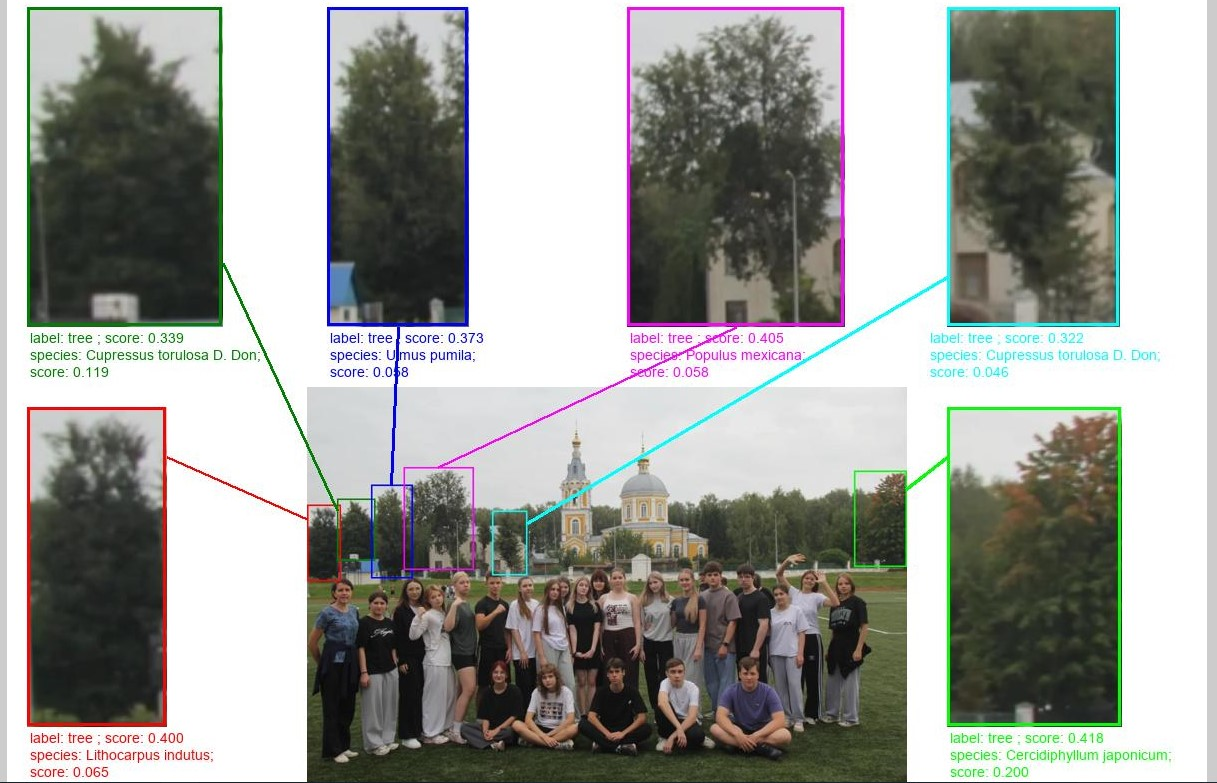 label: tree ; score: 0.339
species: Cupressus torulosa D. Don;
score: 0.119
label: tree ; score: 0.373
species: Ulmus pumila;
score: 0.058
label: tree ; score: 0.405
species: Populus mexicana;
score: 0.058
label: tree ; score: 0.322
species: Cupressus torulosa D. Don;
score: 0.046
label: tree ; score: 0.400
species: Lithocarpus indutus;
score: 0.065
label: tree ; score: 0.418
species: Cercidiphyllum japonicum;
score: 0.200